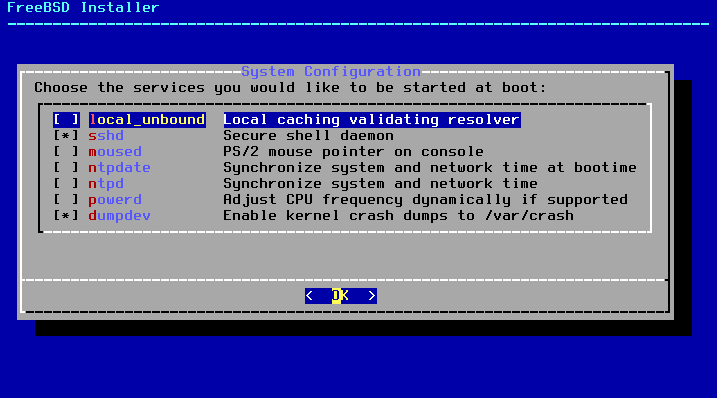 FreeBSD Installer
System Configuration
Choose the services you would like to be started at boot:
[ ] local_unbound Local caching validating resolver
[*] sshd Secure shell daemon
[ ] moused PS/2 mouse pointer on console
[ ] ntpdate Synchronize system and network time at bootime
[ ] ntpd Synchronize system and network time
[ ] powerd Adjust CPU frequency dynamically if supported
[*] dumpdev Enable kernel crash dumps to /var/crash
< OK >